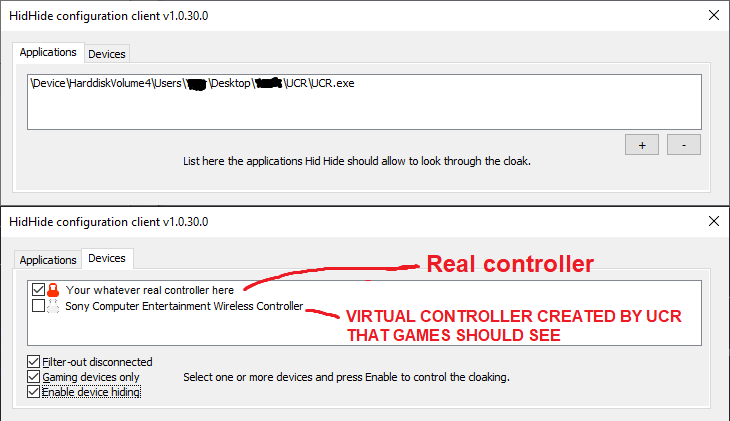 HidHide configuration client v1.0.30.0
Applications
Devices
\Device\HarddiskVolume4\Users\ \Desktop\ \UCR\UCR.exe
+
-
List here the applications Hid Hide should allow to look through the cloak.
HidHide configuration client v1.0.30.0
Applications
Devices
Real controller
Your whatever real controller here
Sony Computer Entertainment Wireless Controller
VIRTUAL CONTROLLER CREATED BY UCR
THAT GAMES SHOULD SEE
Filter-out disconnected
Gaming devices only
Select one or more devices and press Enable to control the cloaking.
Enable device hiding